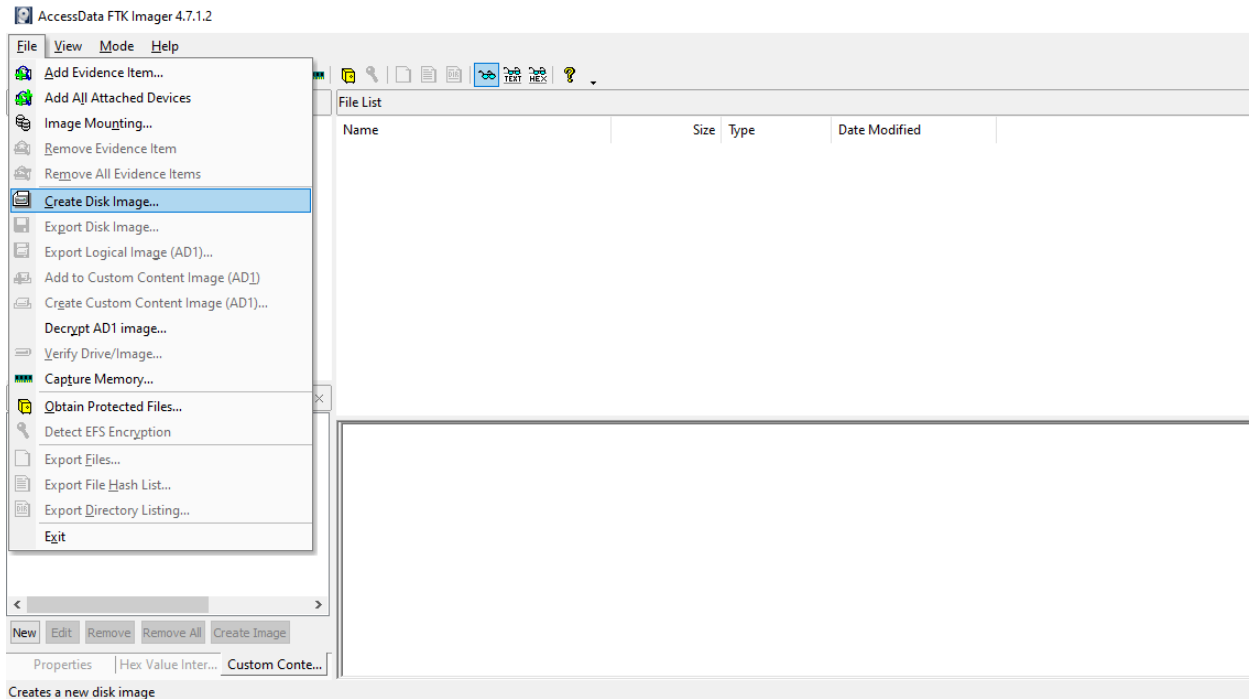 AccessData FTK Imager 4.7.1.2
File View Mode Help
Add Evidence Item...
Add All Attached Devices
Image Mounting...
Remove Evidence Item
Remove All Evidence Items
Create Disk Image...
Export Disk Image...
Export Logical Image (AD1)...
Add to Custom Content Image (AD1)
Create Custom Content Image (AD1)...
Decrypt AD1 image...
Verify Drive/Image...
Capture Memory...
Obtain Protected Files...
Detect EFS Encryption
Export Files...
Export File Hash List...
Export Directory Listing...
Exit
TEXT HEX
File List
Name Size Type Date Modified
New Edit Remove Remove All Create Image
Properties Hex Value Inter... Custom Conte...
Creates a new disk image